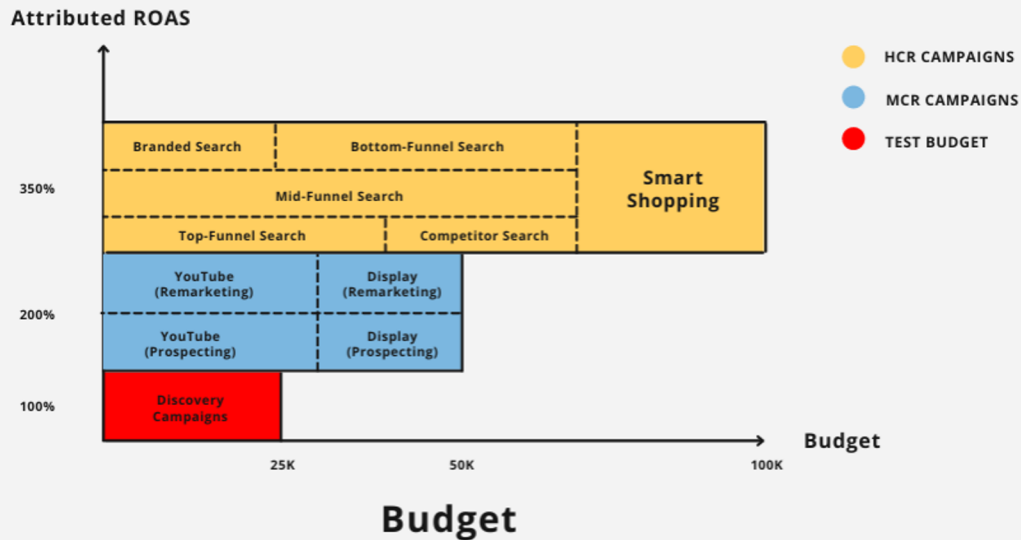 Attributed ROAS
HCR CAMPAIGNS
MCR CAMPAIGNS
TEST BUDGET
Branded Search
Bottom-Funnel Search
Smart
Shopping
350%
Mid-Funnel Search
Top-Funnel Search
Competitor Search
YouTube
(Remarketing)
Display
(Remarketing)
200%
YouTube
(Prospecting)
Display
(Prospecting)
100%
Discovery
Campaigns
Budget
25K
50K
100K
Budget